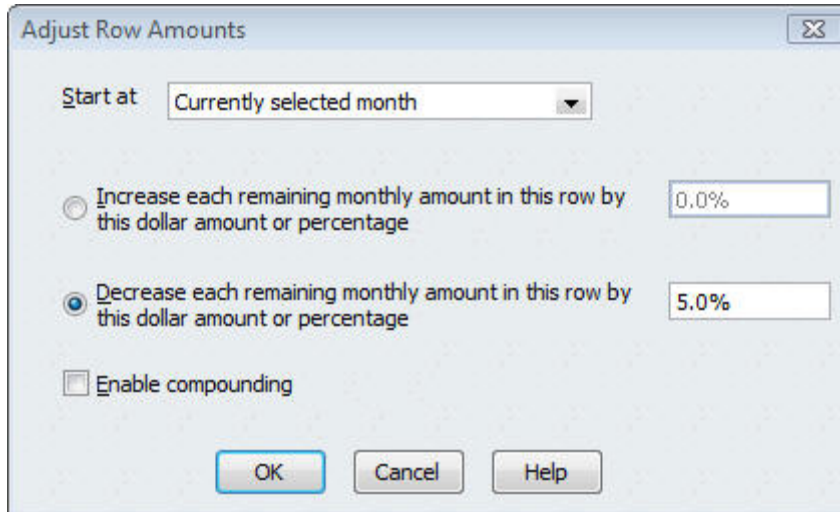 Adjust Row Amounts
Start at Currently selected month
Increase each remaining monthly amount in this row by 0.0%
this dollar amount or percentage
Decrease each remaining monthly amount in this row by 5.0%
this dollar amount or percentage
Enable compounding
OK Cancel Help